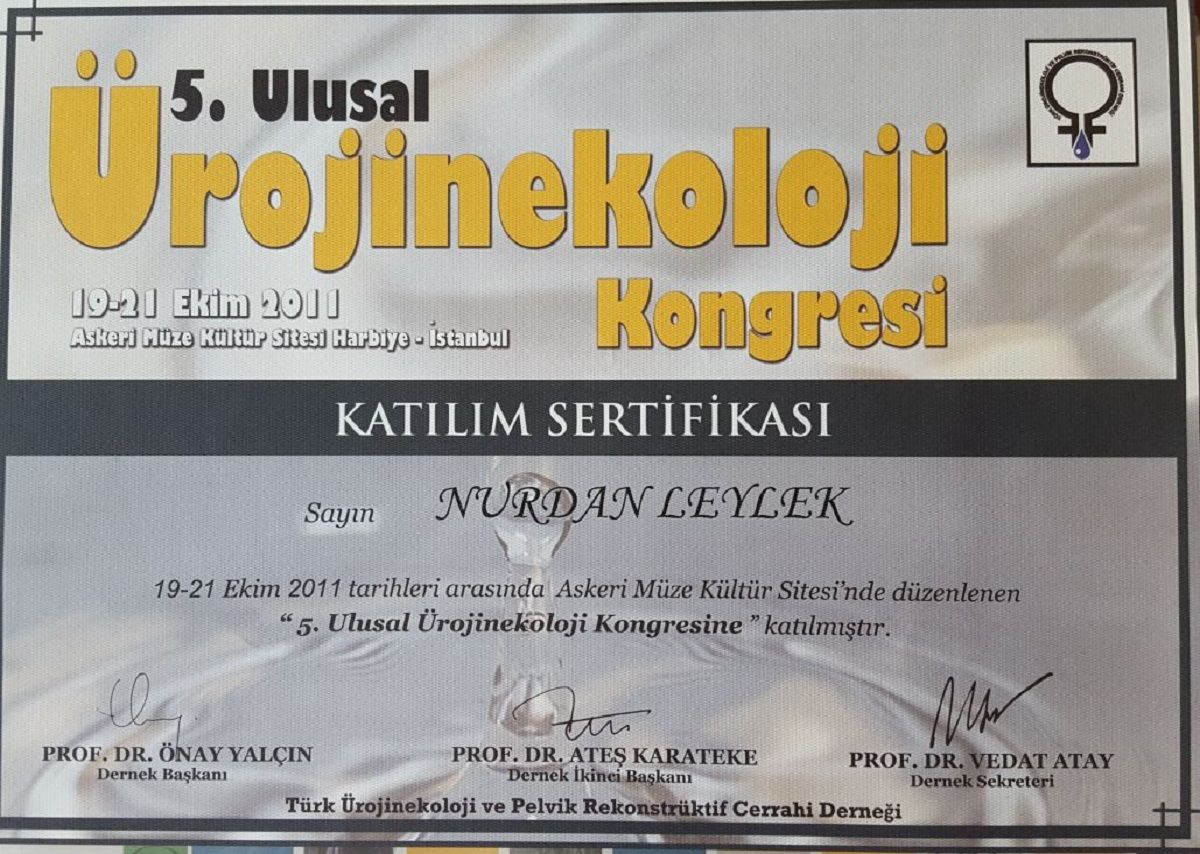 5. Ulusal
Ürojinekoloji
Kongresi
19-21 Ekim 2011
Askeri Müze Kültür Sitesi Harbiye - İstanbul
KATILIM SERTİFİKASI
Sayın NURDAN LEYLEK
19-21 Ekim 2011 tarihleri arasında Askeri Müze Kültür Sitesi'nde düzenlenen
“ 5. Ulusal Ürojinekoloji Kongresine ” katılmıştır.
PROF. DR. ÖNAY YALÇIN
Dernek Başkanı
PROF. DR. ATEŞ KARATEKE
Dernek İkinci Başkanı
PROF. DR. VEDAT ATAY
Dernek Sekreteri
Türk Ürojinekoloji ve Pelvik Rekonstrüktif Cerrahi Derneği